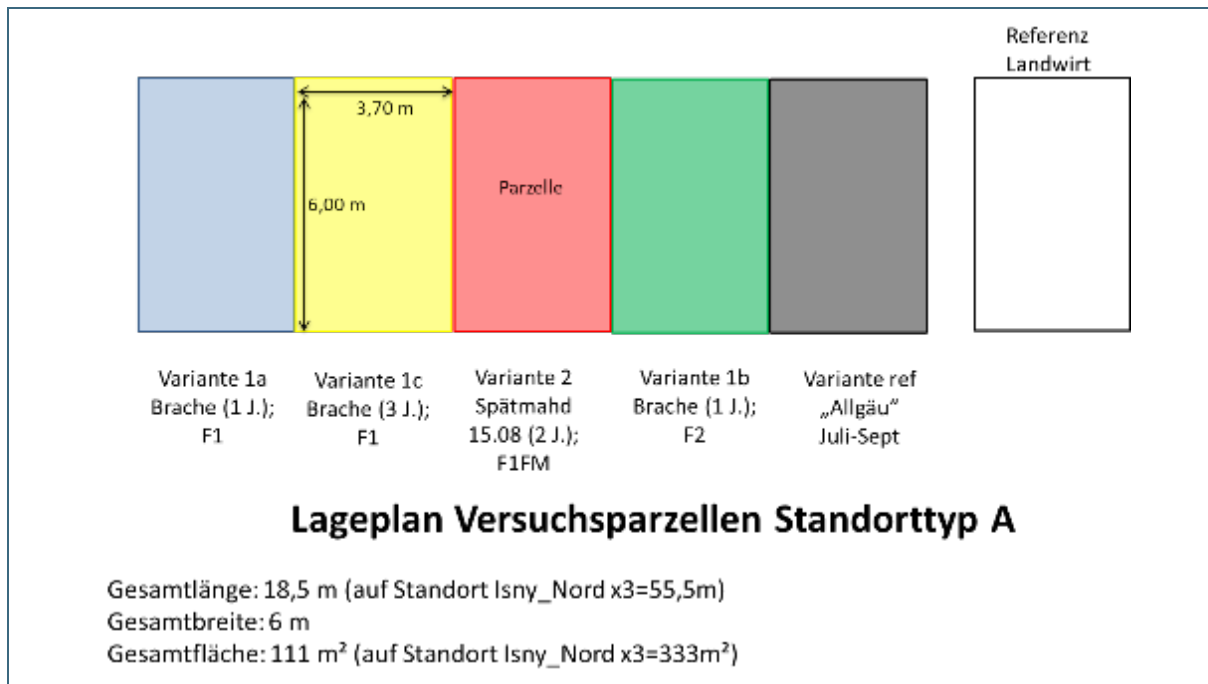 Referenz
Landwirt
3,70 m
6,00 m
Parzelle
Variante 1a
Brache (1 J.);
F1
Variante 1c
Brache (3 J.);
F1
Variante 2
Spätmahd
15.08 (2 J.);
F1FM
Variante 1b
Brache (1 J.);
F2
Variante ref
„Allgäu“
Juli-Sept
Lageplan Versuchsparzellen Standorttyp A
Gesamtlänge: 18,5 m (auf Standort Isny_Nord x3=55,5m)
Gesamtbreite: 6 m
Gesamtfläche: 111 m² (auf Standort Isny_Nord x3=333m²)